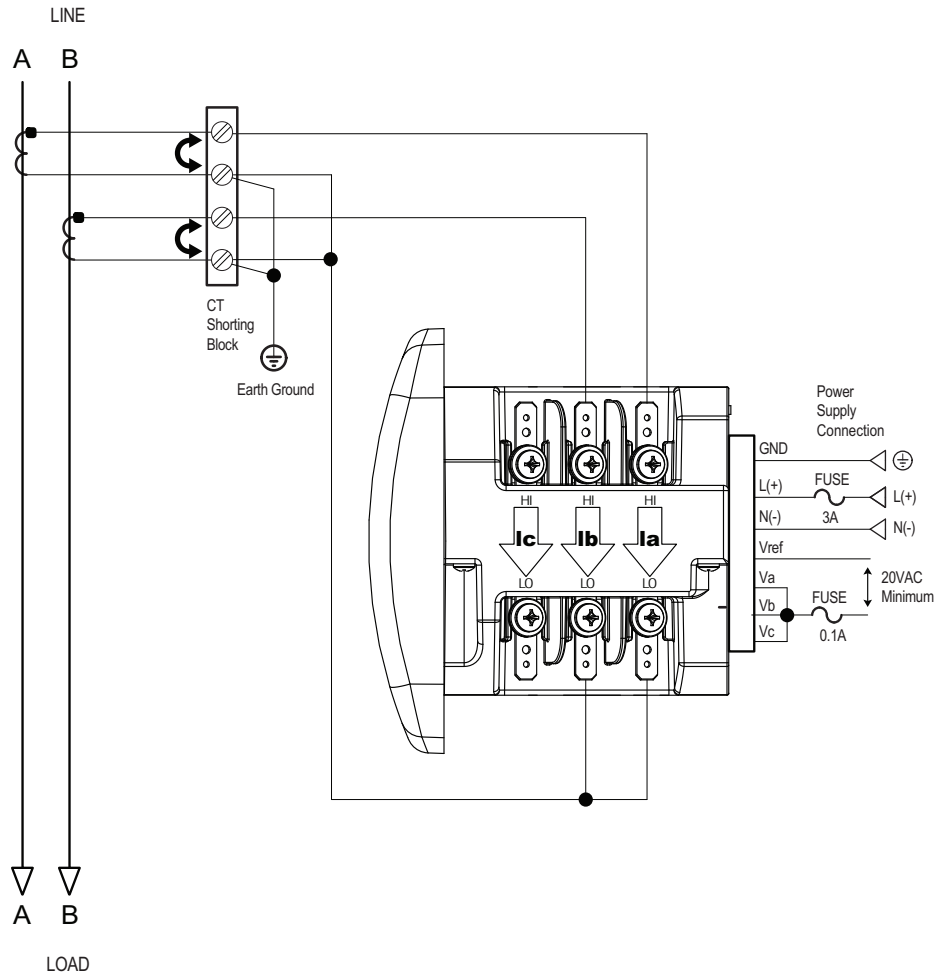 LINE
A B
CT
Shorting
Block
Earth Ground
Power
Supply
Connection
GND
L(+) FUSE L(+)
N(-) 3A N(-)
Vref
HI HI HI
Ic Ib Ia
LO LO LO
Va
Vb FUSE
Vc 0.1A
20VAC
Minimum
A B
LOAD